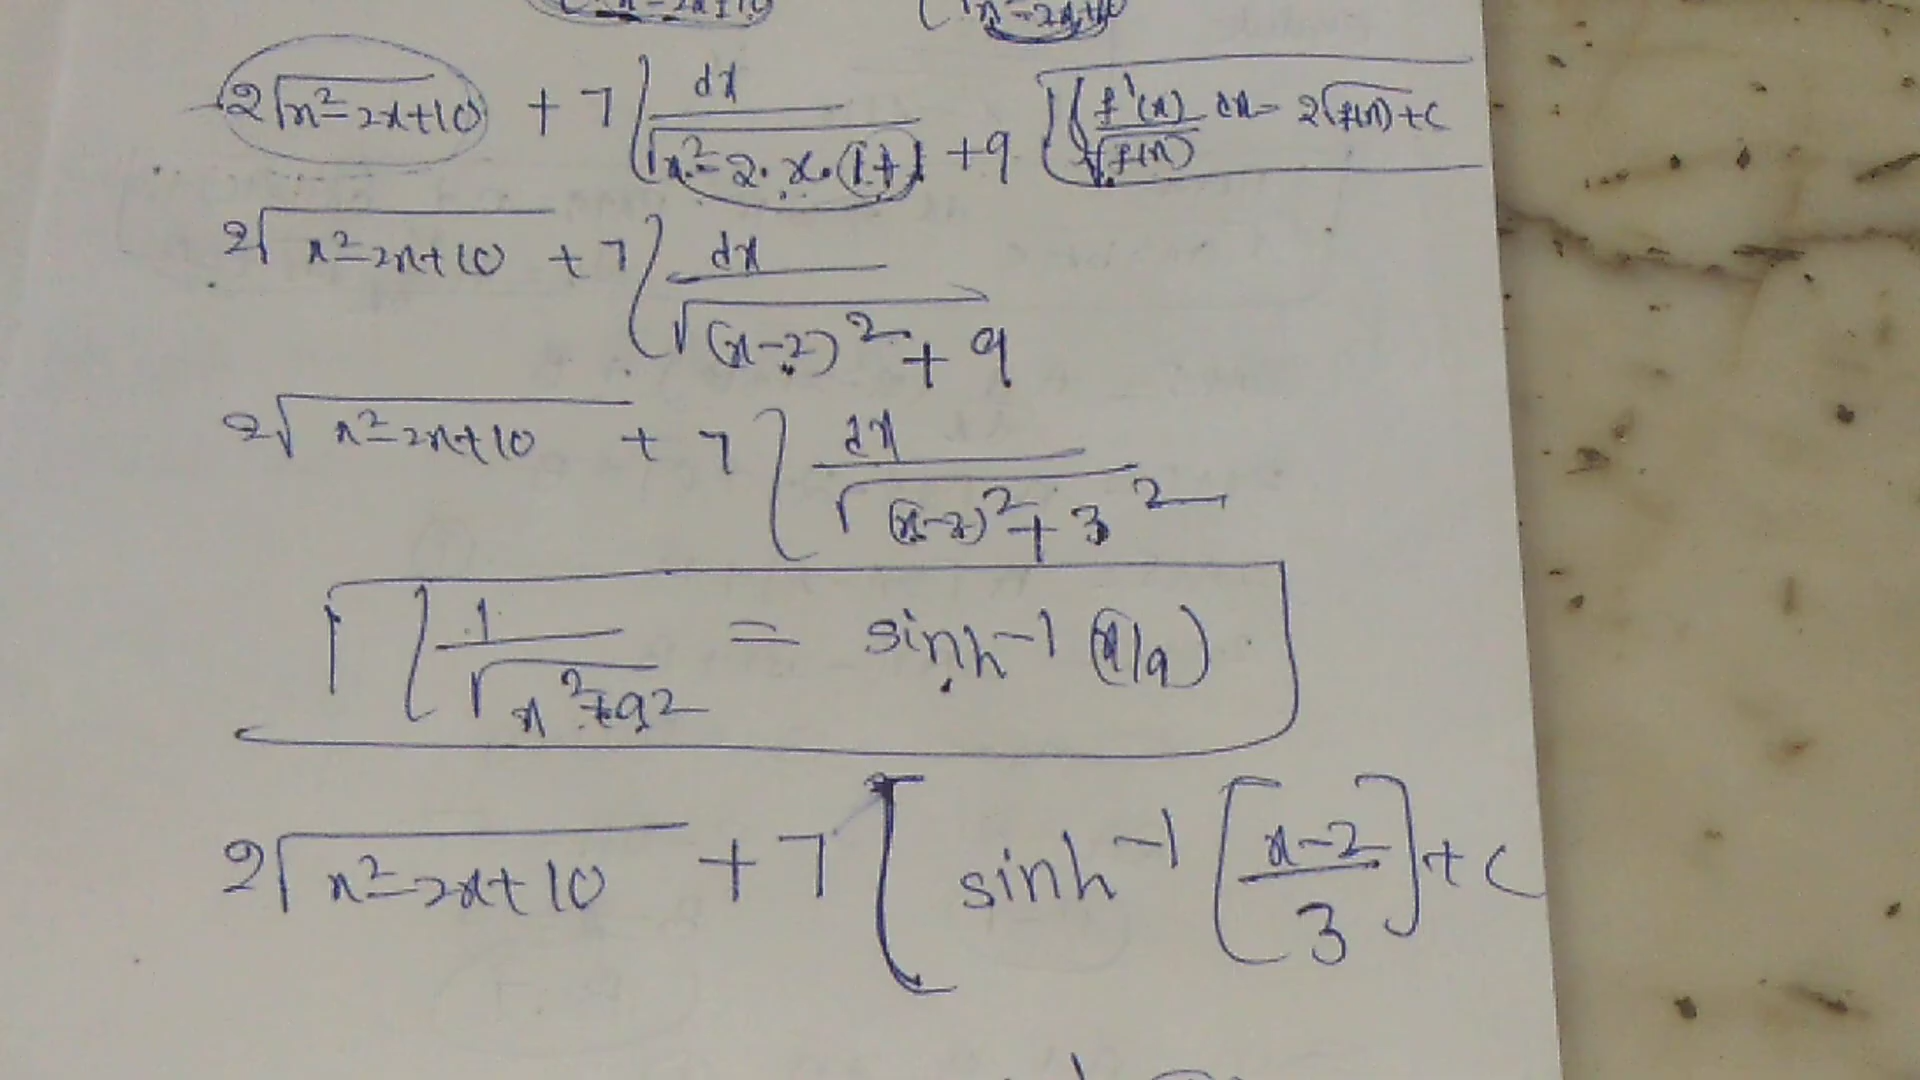 2√x²-2x+10 + 7∫ dx / √x²-2·x·(1)+1 +9 [∫ f'(x)/√f(x) dx = 2√f(x) + c
2√x²-2x+10 + 7∫ dx / √(x-2)²+9
2√x²-2x+10 + 7∫ dx / √(x-2)²+3²
∫ 1/√x²+a² = sinh⁻¹(x/a)
2√x²-2x+10 + 7[sinh⁻¹[x-2/3]+c